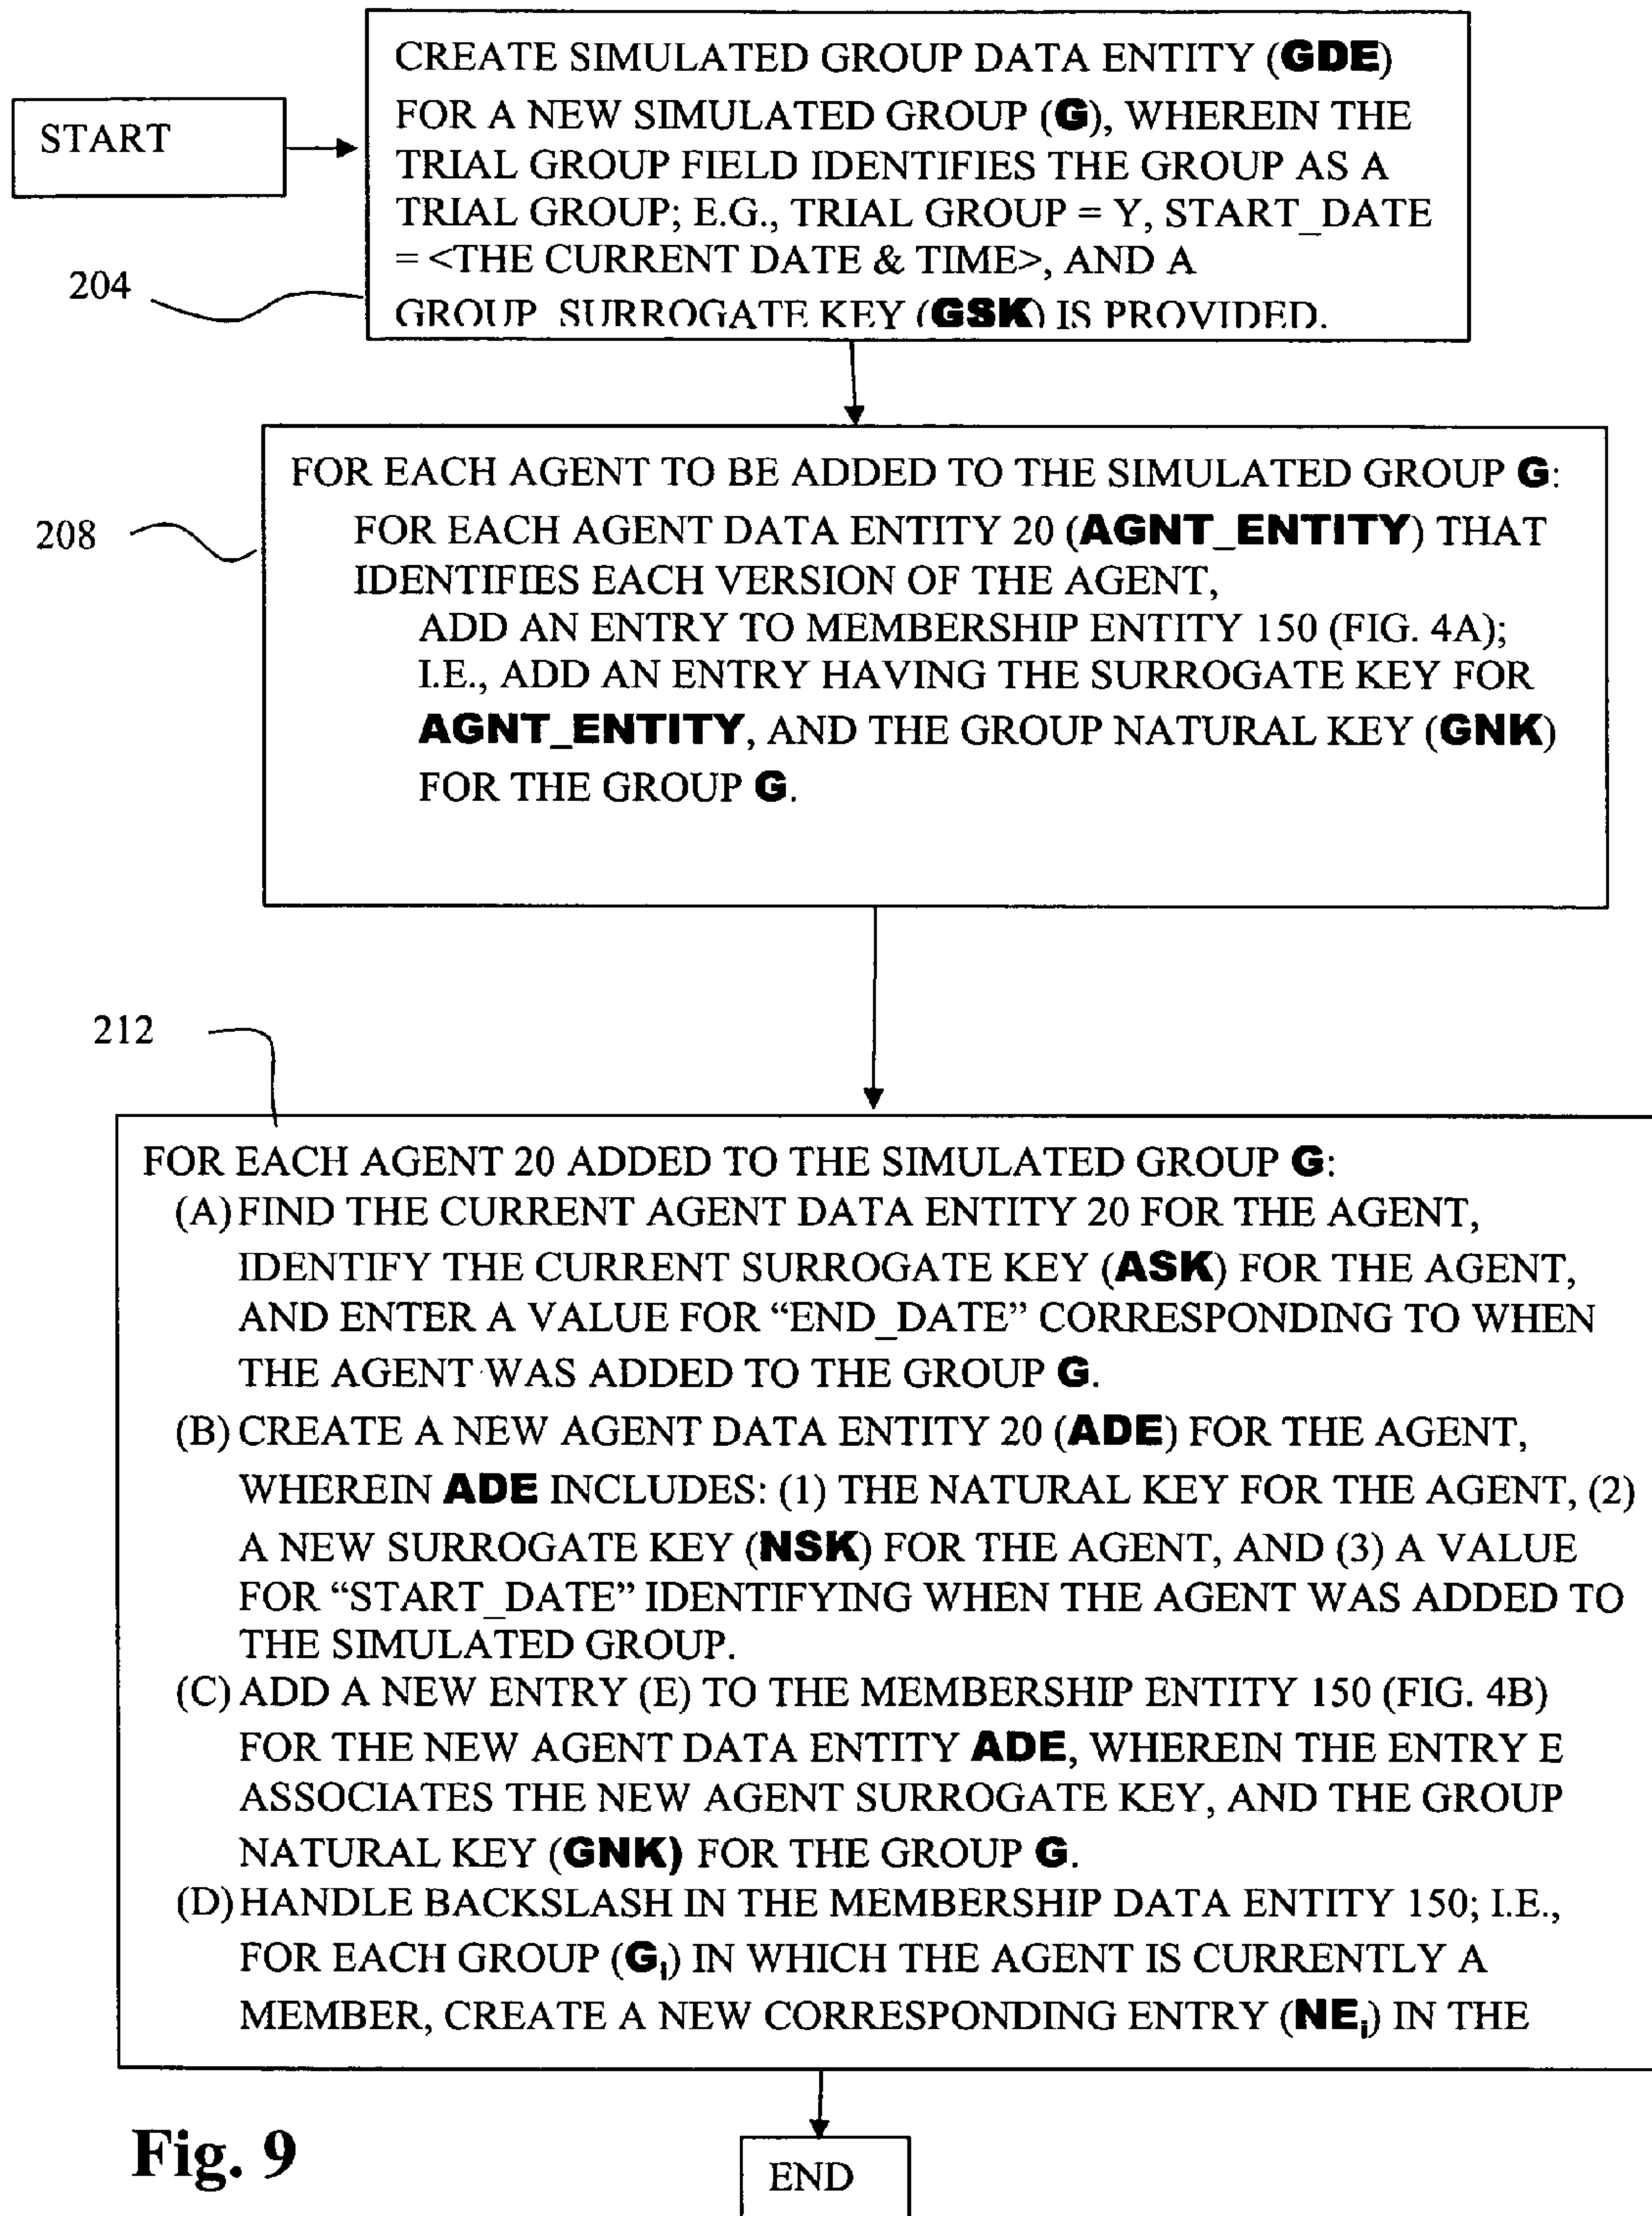 START
CREATE SIMULATED GROUP DATA ENTITY (GDE)
FOR A NEW SIMULATED GROUP (G), WHEREIN THE
TRIAL GROUP FIELD IDENTIFIES THE GROUP AS A
TRIAL GROUP; E.G., TRIAL GROUP = Y, START_DATE
= <THE CURRENT DATE & TIME>, AND A
GROUP SURROGATE KEY (GSK) IS PROVIDED.
204
FOR EACH AGENT TO BE ADDED TO THE SIMULATED GROUP G:
FOR EACH AGENT DATA ENTITY 20 (AGNT_ENTITY) THAT
IDENTIFIES EACH VERSION OF THE AGENT,
ADD AN ENTRY TO MEMBERSHIP ENTITY 150 (FIG. 4A);
I.E., ADD AN ENTRY HAVING THE SURROGATE KEY FOR
AGNT_ENTITY, AND THE GROUP NATURAL KEY (GNK)
FOR THE GROUP G.
208
212
FOR EACH AGENT 20 ADDED TO THE SIMULATED GROUP G:
(A) FIND THE CURRENT AGENT DATA ENTITY 20 FOR THE AGENT,
IDENTIFY THE CURRENT SURROGATE KEY (ASK) FOR THE AGENT,
AND ENTER A VALUE FOR “END_DATE” CORRESPONDING TO WHEN
THE AGENT WAS ADDED TO THE GROUP G.
(B) CREATE A NEW AGENT DATA ENTITY 20 (ADE) FOR THE AGENT,
WHEREIN ADE INCLUDES: (1) THE NATURAL KEY FOR THE AGENT, (2)
A NEW SURROGATE KEY (NSK) FOR THE AGENT, AND (3) A VALUE
FOR “START_DATE” IDENTIFYING WHEN THE AGENT WAS ADDED TO
THE SIMULATED GROUP.
(C) ADD A NEW ENTRY (E) TO THE MEMBERSHIP ENTITY 150 (FIG. 4B)
FOR THE NEW AGENT DATA ENTITY ADE, WHEREIN THE ENTRY E
ASSOCIATES THE NEW AGENT SURROGATE KEY, AND THE GROUP
NATURAL KEY (GNK) FOR THE GROUP G.
(D) HANDLE BACKSLASH IN THE MEMBERSHIP DATA ENTITY 150; I.E.,
FOR EACH GROUP (Gi) IN WHICH THE AGENT IS CURRENTLY A
MEMBER, CREATE A NEW CORRESPONDING ENTRY (NEi) IN THE
Fig. 9
END